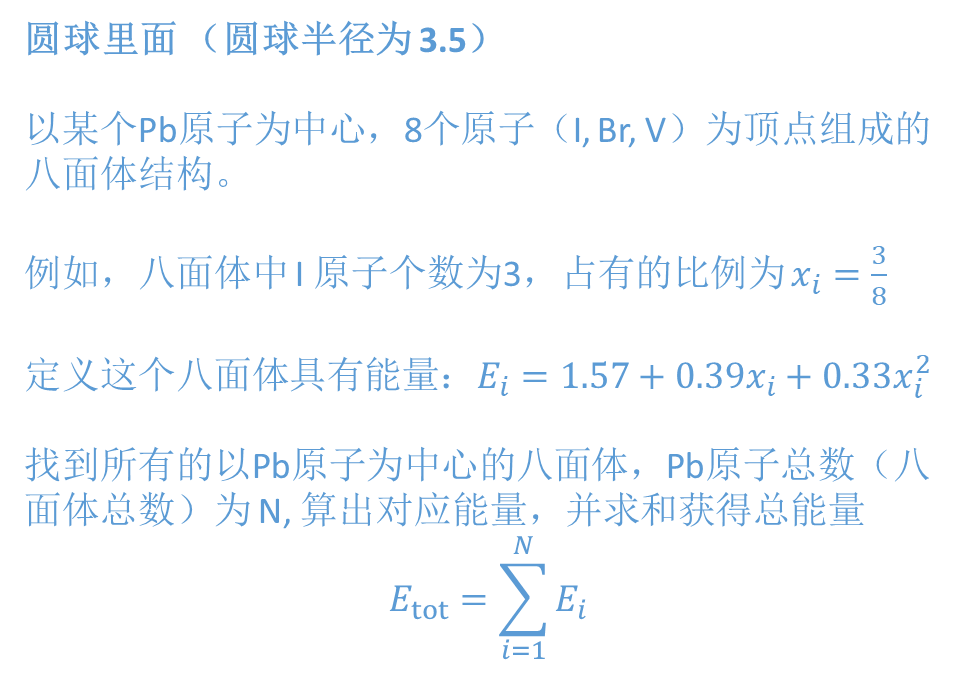 圆球里面（圆球半径为 3.5）
以某个Pb原子为中心，8个原子（I, Br, V）为顶点组成的
八面体结构。
例如，八面体中 I 原子个数为3，占有的比例为 $x_i = \frac{3}{8}$
定义这个八面体具有能量：$E_i = 1.57 + 0.39x_i + 0.33x_i^2$
找到所有的以Pb原子为中心的八面体，Pb原子总数（八
面体总数）为 N, 算出对应能量，并求和获得总能量
$E_{\text{tot}} = \sum_{i=1}^{N} E_i$